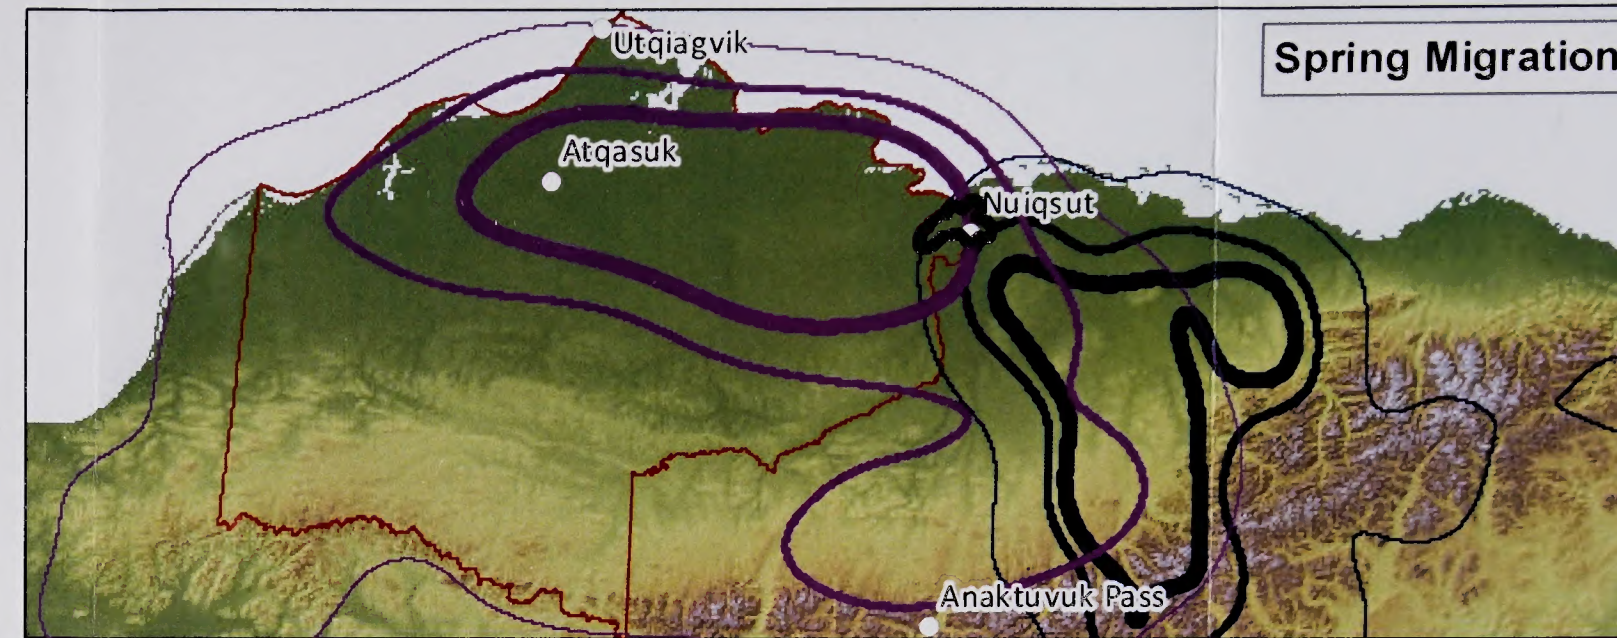 Utqiagvik
Spring Migration
Atqasuk
Nuiqsut
Anaktuvuk Pass